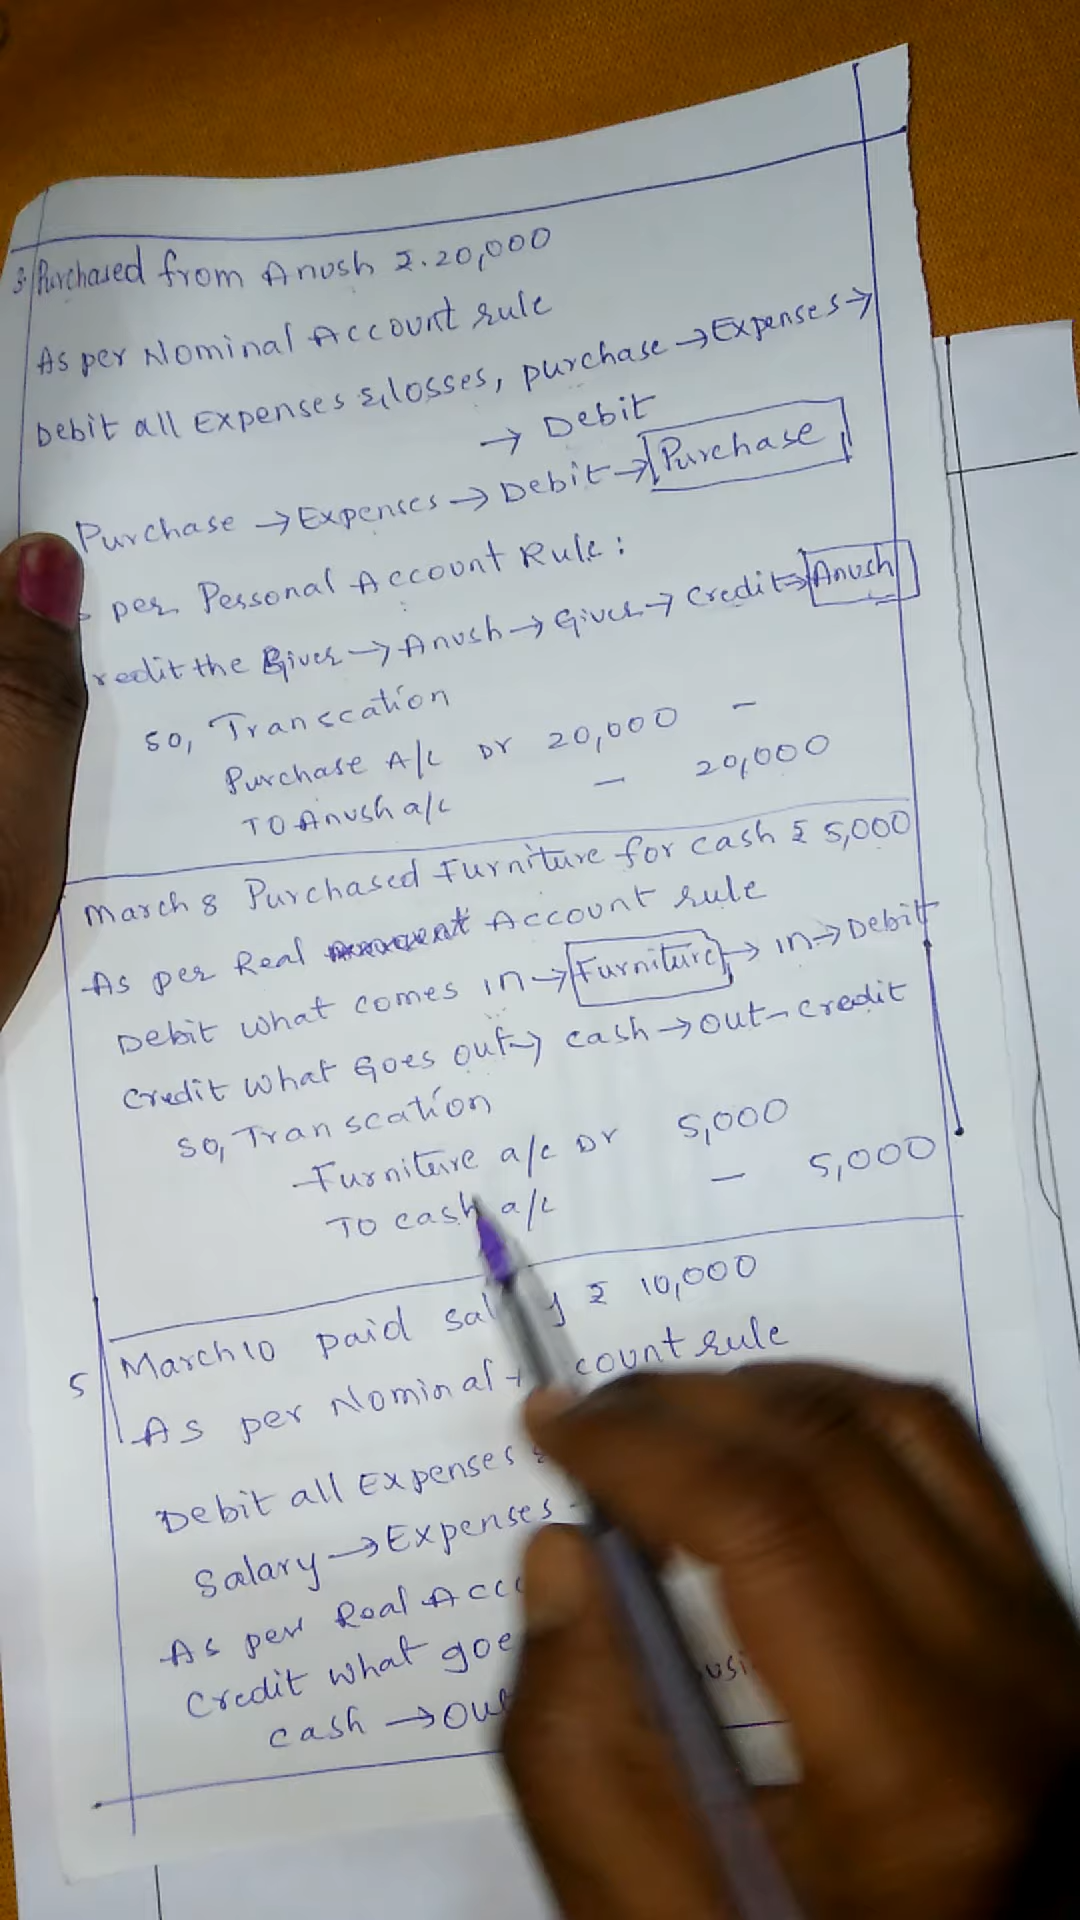 3. Purchased from Anush ₹. 20,000
As per Nominal Account rule
Debit all Expenses & losses, purchase → Expenses →
→ Debit
Purchase → Expenses → Debit → Purchase
per Personal Account Rule:
redit the Giver → Anush → Giver → Credit → Anush
so, Transcation
Purchase A/c Dr 20,000 -
To Anush a/c - 20,000
March 8 Purchased Furniture for cash ₹ 5,000
As per Real Account rule
Debit what comes in → Furniture → in → Debit
Credit what Goes out → cash → out - credit
so, Transcation
Furniture a/c Dr 5,000
To cash a/c - 5,000
5 March 10 paid sal y ₹ 10,000
As per Nominal count rule
Debit all Expenses
Salary → Expenses
As per Real Acc
Credit what goe usi
cash → Out